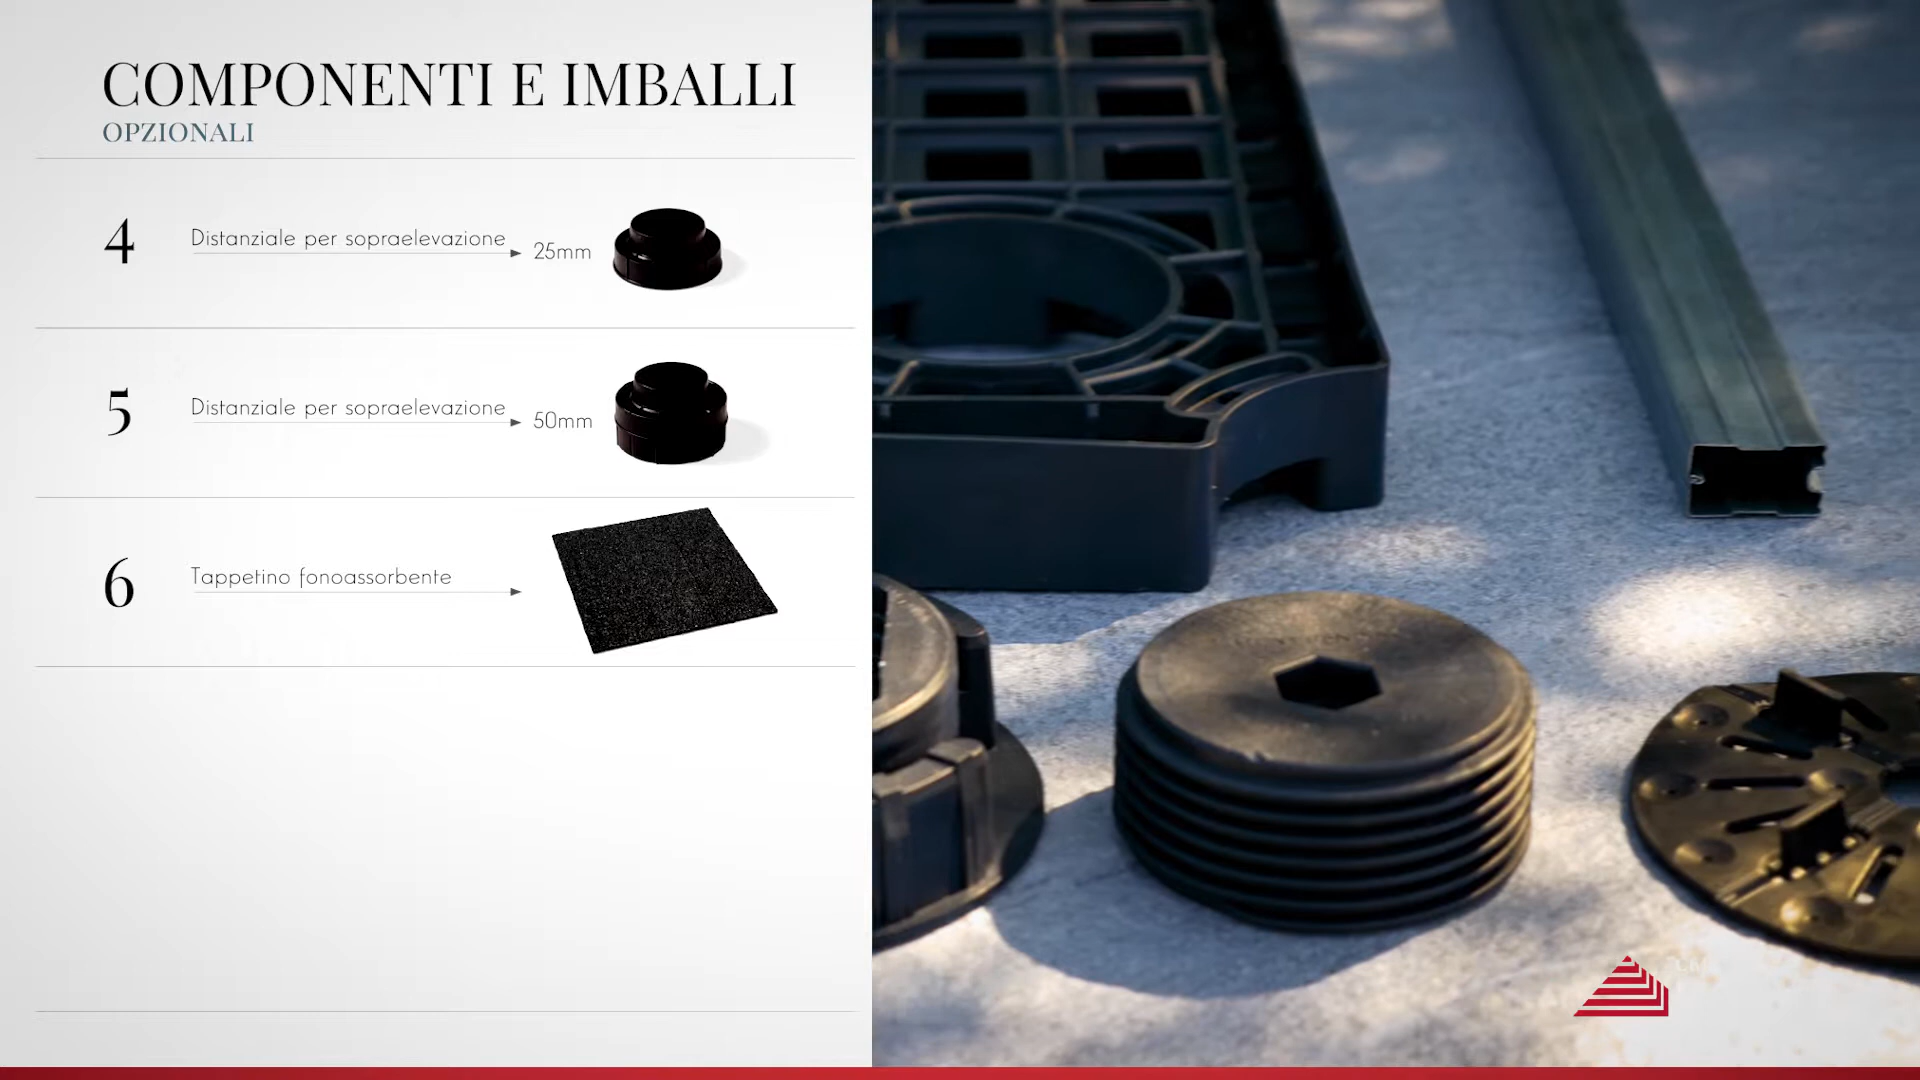 COMPONENTI E IMBALLI
OPZIONALI
4
Distanziale per sopraelevazione
25mm
5
Distanziale per sopraelevazione
50mm
6
Tappetino fonoassorbente